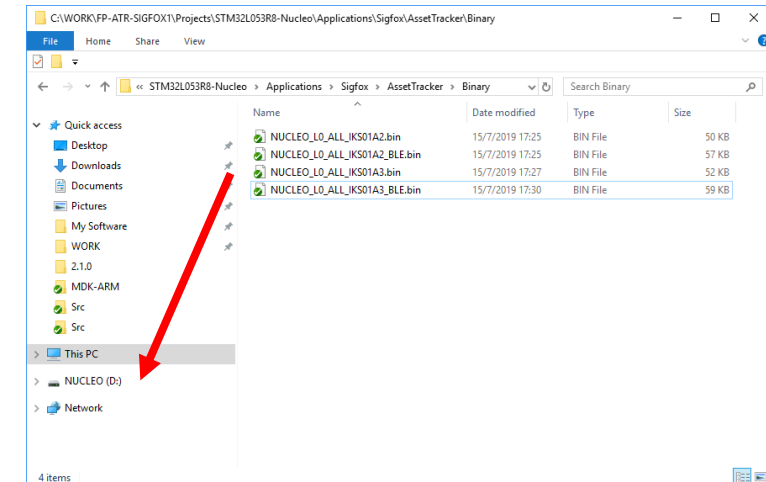 C:\WORK\FP-ATR-SIGFOX1\Projects\STM32L053R8-Nucleo\Applications\Sigfox\AssetTracker\Binary
File Home Share View
« STM32L053R8-Nucleo > Applications > Sigfox > AssetTracker > Binary
Search Binary
Name Date modified Type Size
Quick access
Desktop
Downloads
Documents
Pictures
My Software
WORK
2.1.0
MDK-ARM
Src
Src
This PC
NUCLEO (D:)
Network
NUCLEO_L0_ALL_IKS01A2.bin 15/7/2019 17:25 BIN File 50 KB
NUCLEO_L0_ALL_IKS01A2_BLE.bin 15/7/2019 17:25 BIN File 57 KB
NUCLEO_L0_ALL_IKS01A3.bin 15/7/2019 17:27 BIN File 52 KB
NUCLEO_L0_ALL_IKS01A3_BLE.bin 15/7/2019 17:30 BIN File 59 KB
4 items